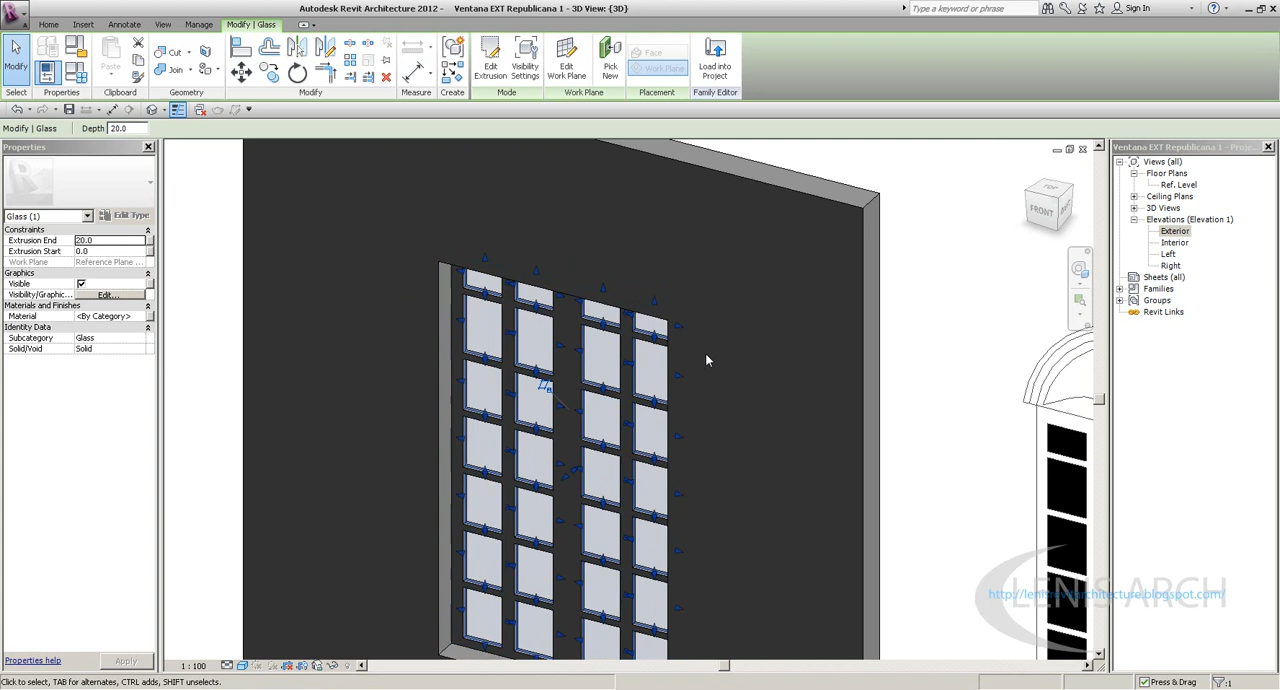 Autodesk Revit Architecture 2012 - Ventana EXT Republicana 1 - 3D View: {3D}
Type a keyword or phrase
Sign In
Home
Insert
Annotate
View
Manage
Modify | Glass
Modify
Paste
Cut
Join
Edit Extrusion
Visibility Settings
Edit Work Plane
Pick New
Face
Work Plane
Load into Project
Select
Properties
Clipboard
Geometry
Modify
Measure
Create
Mode
Work Plane
Placement
Family Editor
Modify | Glass
Depth 20.0
Properties
Glass (1)
Edit Type
Constraints
Extrusion End 20.0
Extrusion Start 0.0
Work Plane Reference Plane ...
Graphics
Visible
Visibility/Graphic... Edit...
Materials and Finishes
Material <By Category>
Identity Data
Subcategory Glass
Solid/Void Solid
Properties help
Apply
TOP
FRONT
Ventana EXT Republicana 1 - Proje...
Views (all)
Floor Plans
Ref. Level
Ceiling Plans
3D Views
Elevations (Elevation 1)
Exterior
Interior
Left
Right
Sheets (all)
Families
Groups
Revit Links
LENIS ARCH
1 : 100
Click to select, TAB for alternates, CTRL adds, SHIFT unselects.
Press & Drag
:1